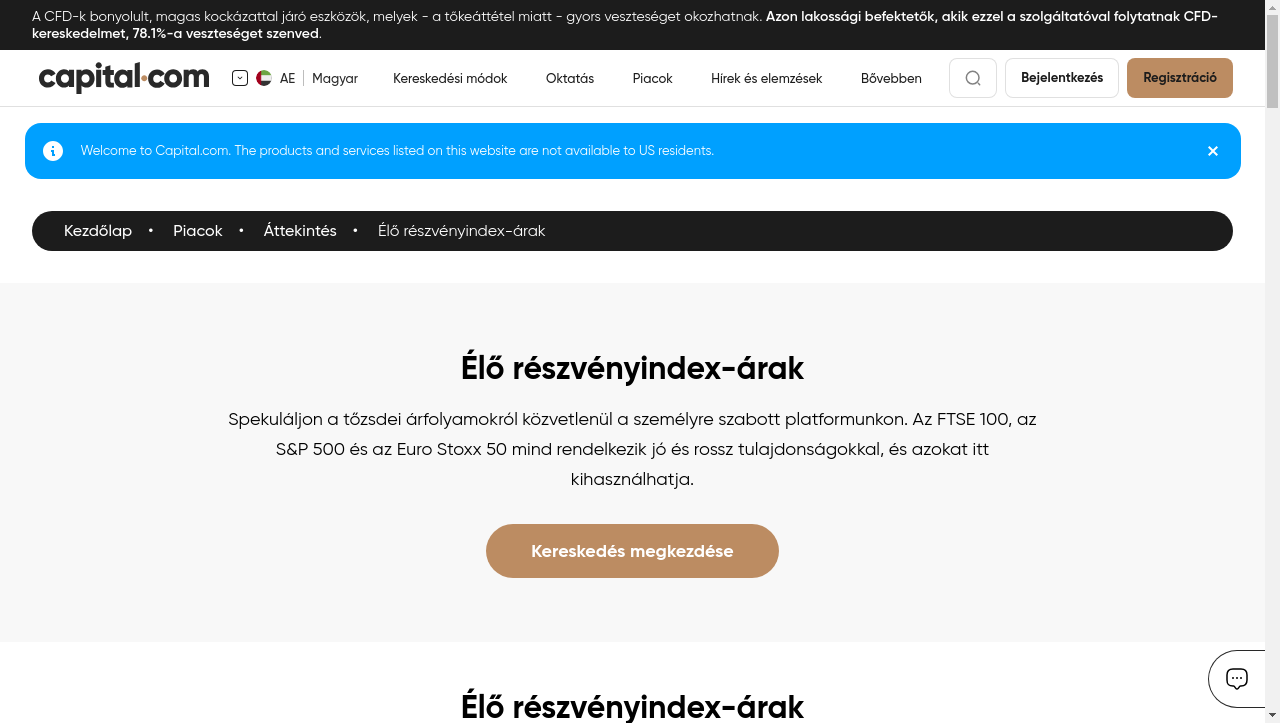 A CFD-k bonyolult, magas kockázattal járó eszközök, melyek - a tőkeáttétel miatt - gyors veszteséget okozhatnak. Azon lakossági befektetők, akik ezzel a szolgáltatóval folytatnak CFD-
kereskedelmet, 78.1%-a veszteséget szenved.
capital.com
AE
Magyar
Kereskedési módok
Oktatás
Piacok
Hírek és elemzések
Bővebben
Bejelentkezés
Regisztráció
Welcome to Capital.com. The products and services listed on this website are not available to US residents.
Kezdőlap • Piacok • Áttekintés • Élő részvényindex-árak
Élő részvényindex-árak
Spekuláljon a tőzsdei árfolyamokról közvetlenül a személyre szabott platformunkon. Az FTSE 100, az
S&P 500 és az Euro Stoxx 50 mind rendelkezik jó és rossz tulajdonságokkal, és azokat itt
kihasználhatja.
Kereskedés megkezdése
Élő részvényindex-árak